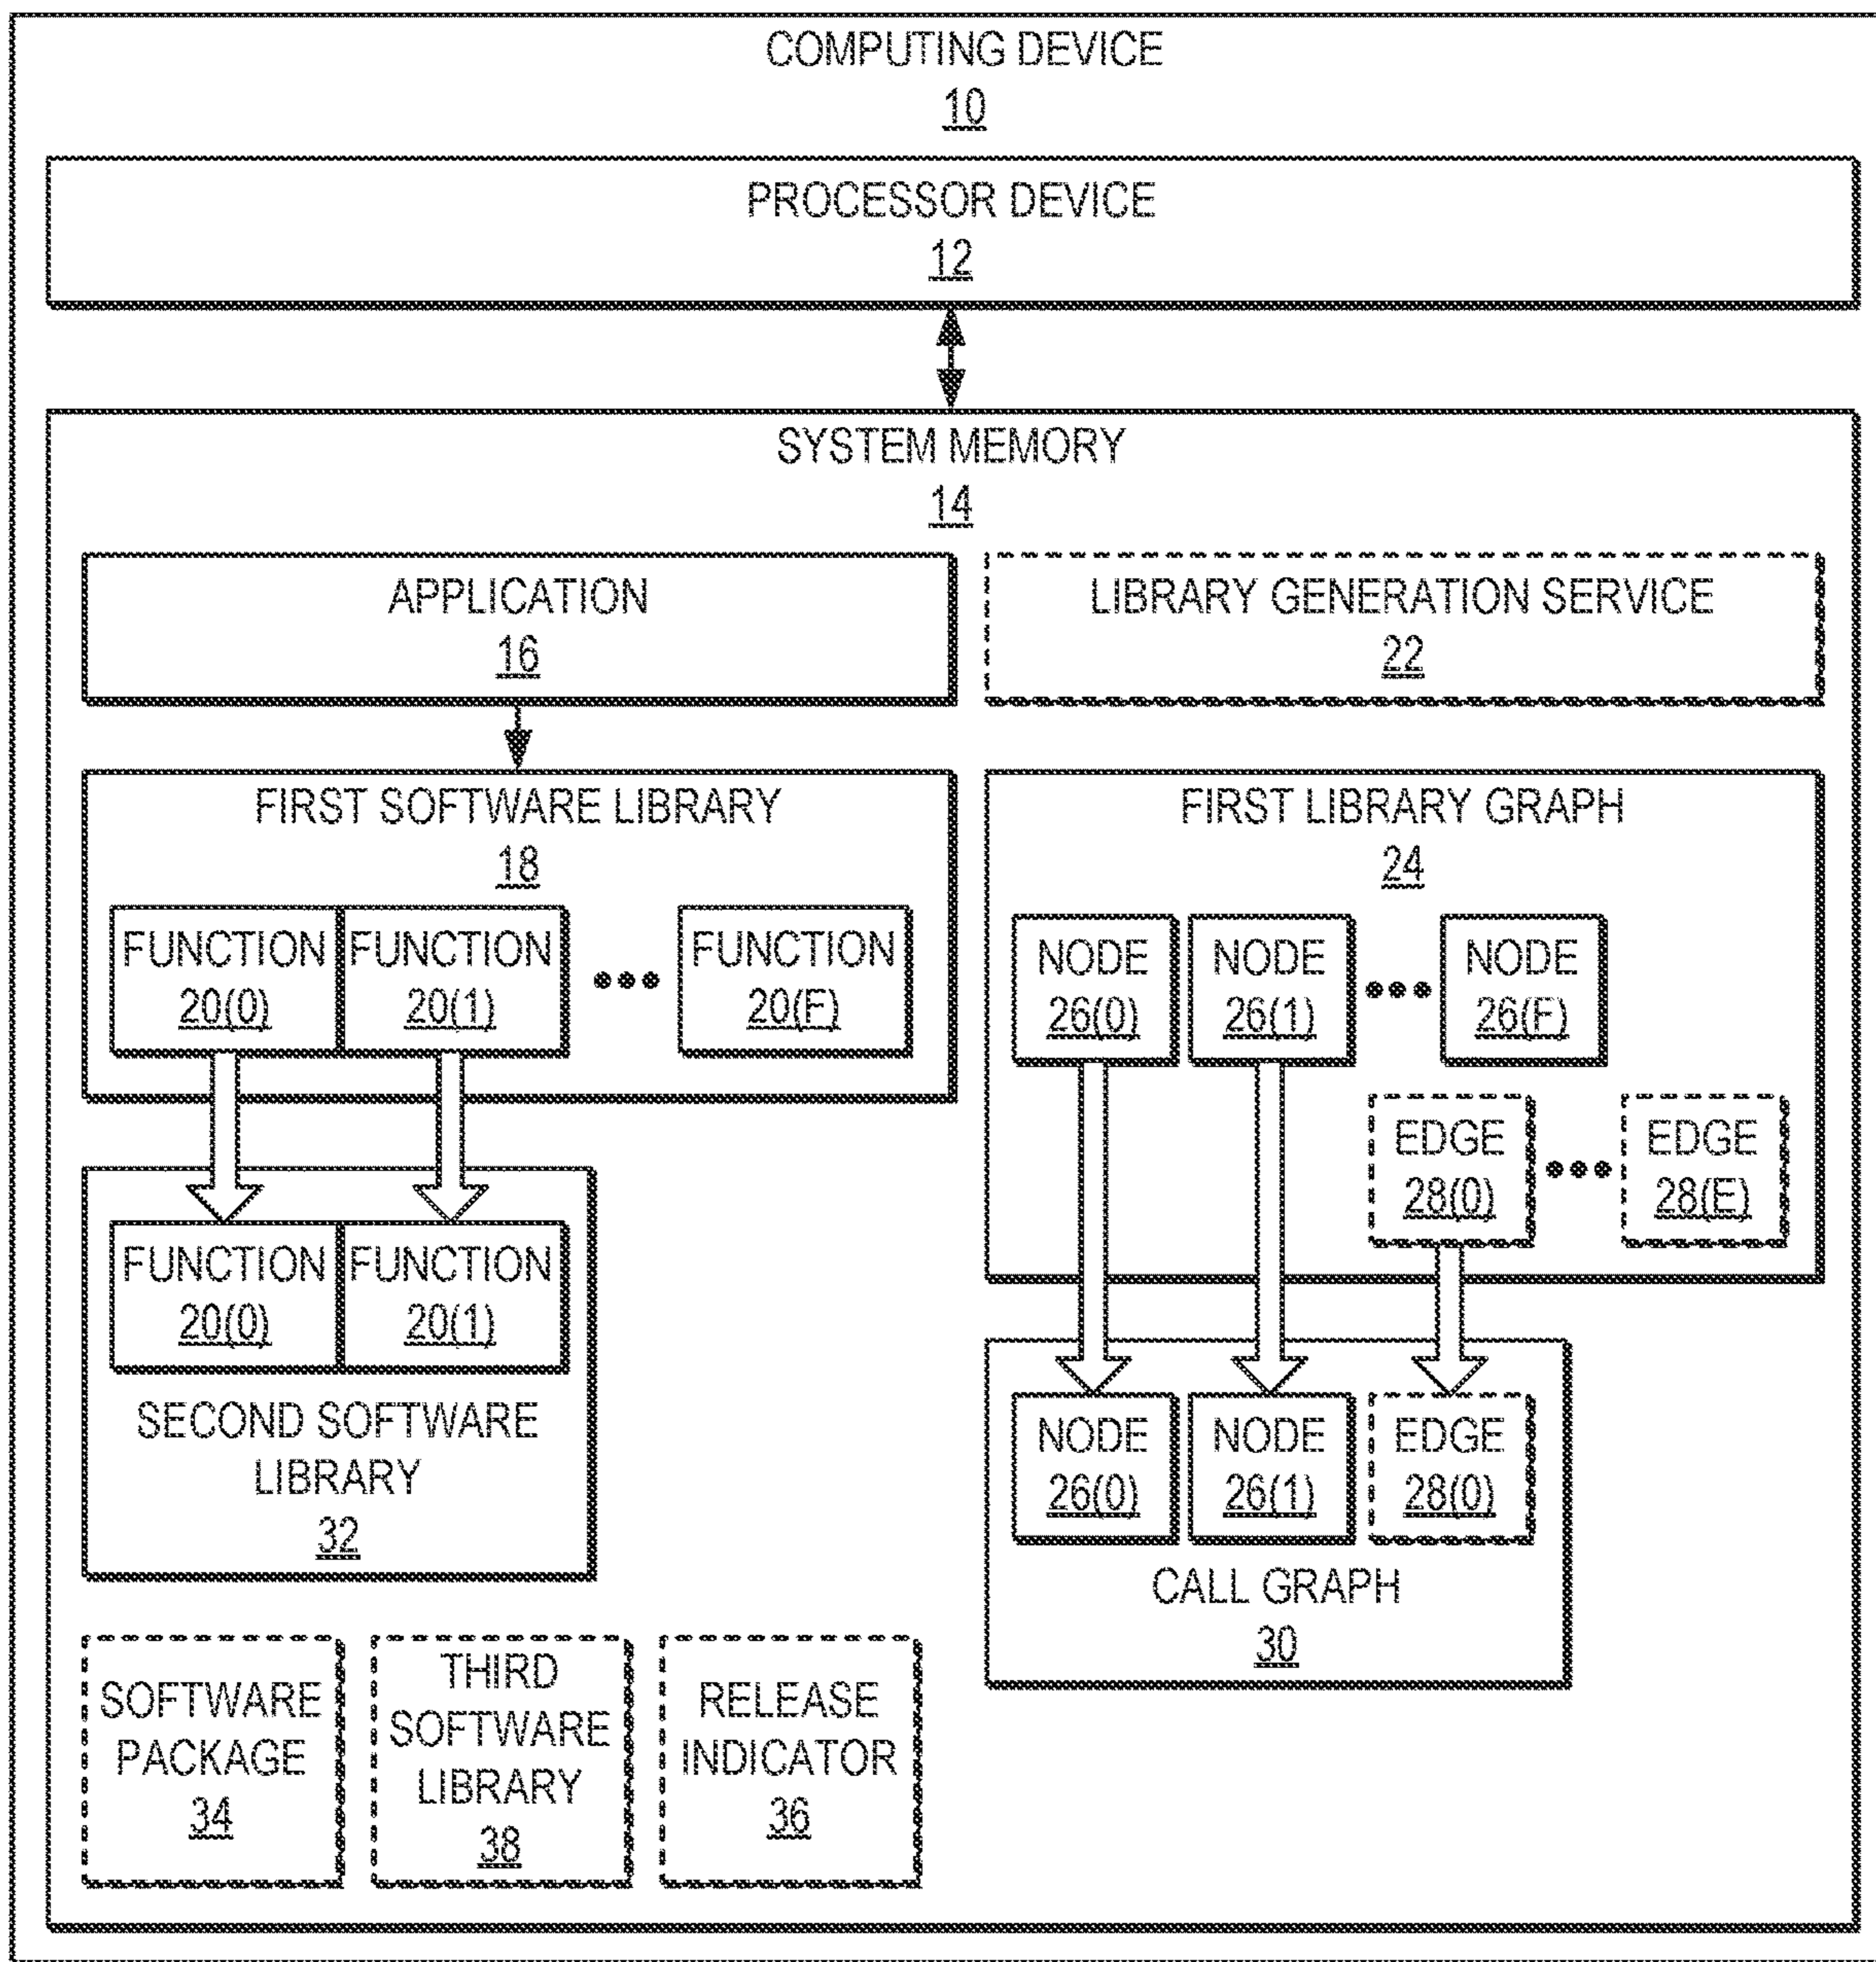 COMPUTING DEVICE
10
PROCESSOR DEVICE
12
SYSTEM MEMORY
14
APPLICATION
16
LIBRARY GENERATION SERVICE
22
FIRST SOFTWARE LIBRARY
18
FUNCTION
20(0)
FUNCTION
20(1)
FUNCTION
20(F)
FIRST LIBRARY GRAPH
24
NODE
26(0)
NODE
26(1)
NODE
26(F)
EDGE
28(0)
EDGE
28(E)
FUNCTION
20(0)
FUNCTION
20(1)
SECOND SOFTWARE
LIBRARY
32
NODE
26(0)
NODE
26(1)
EDGE
28(0)
CALL GRAPH
30
SOFTWARE
PACKAGE
34
THIRD
SOFTWARE
LIBRARY
38
RELEASE
INDICATOR
36